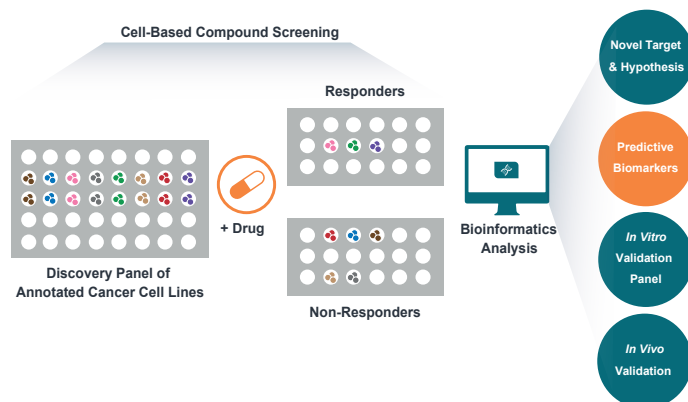 Cell-Based Compound Screening
Responders
+ Drug
Discovery Panel of
Annotated Cancer Cell Lines
Non-Responders
Bioinformatics
Analysis
Novel Target
& Hypothesis
Predictive
Biomarkers
In Vitro
Validation
Panel
In Vivo
Validation